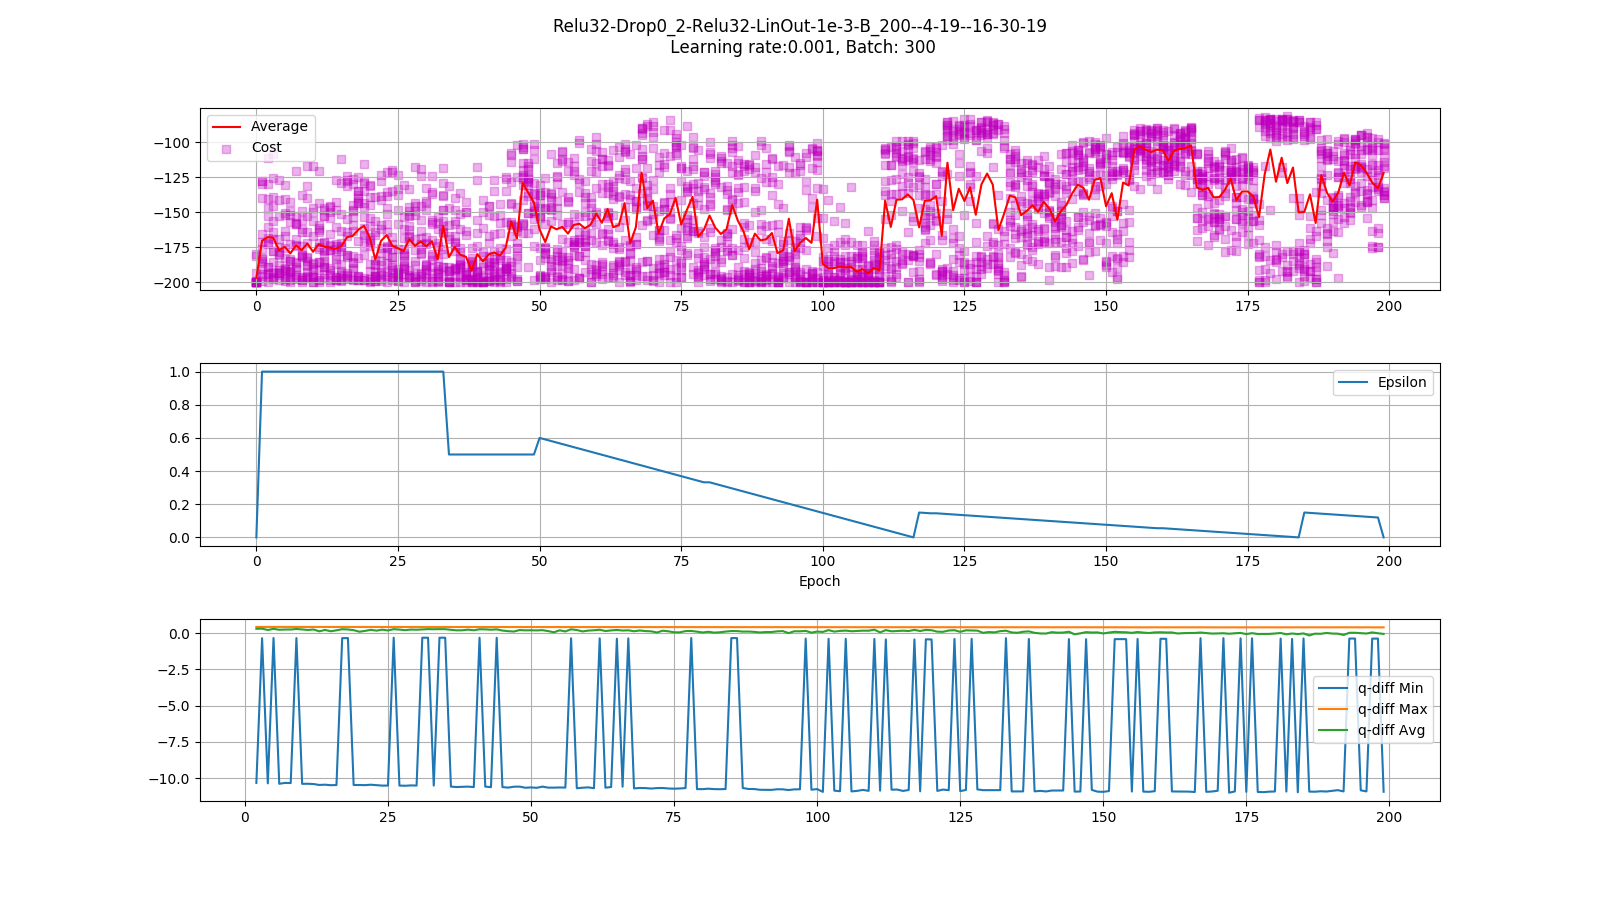 Relu32-Drop0_2-Relu32-LinOut-1e-3-B_200--4-19--16-30-19
Learning rate:0.001, Batch: 300
Average
Cost
−100
−125
−150
−175
−200
0 25 50 75 100 125 150 175 200
Epsilon
1.0
0.8
0.6
0.4
0.2
0.0
0 25 50 75 100 125 150 175 200
Epoch
0.0
−2.5
−5.0
−7.5
−10.0
q-diff Min
q-diff Max
q-diff Avg
0 25 50 75 100 125 150 175 200